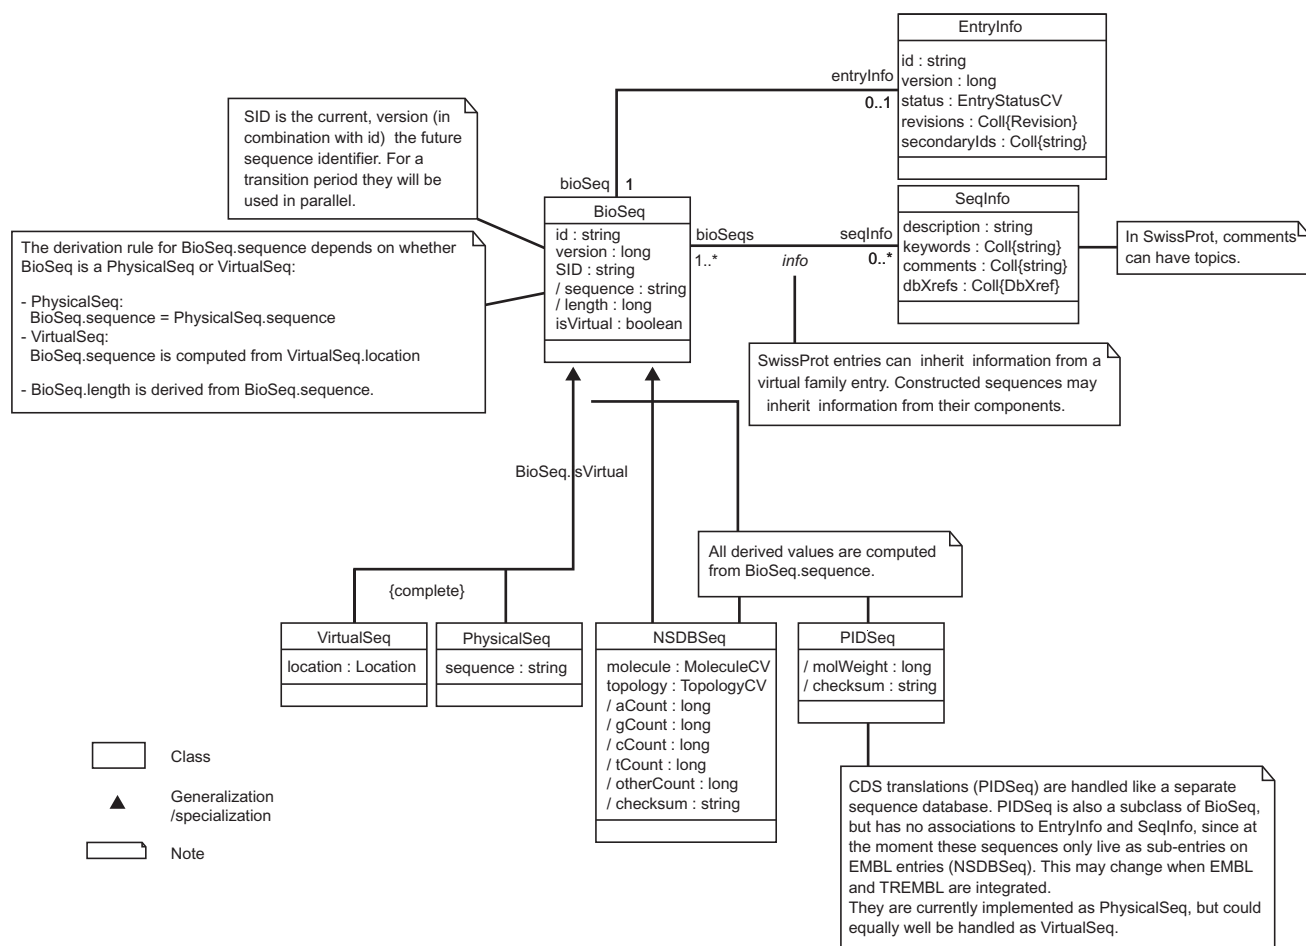 EntryInfo
id : string
version : long
status : EntryStatusCV
revisions : Coll{Revision}
secondaryIds : Coll{string}
entryInfo
0..1
SID is the current, version (in
combination with id) the future
sequence identifier. For a
transition period they will be
used in parallel.
bioSeq 1
BioSeq
id : string
version : long
SID : string
/ sequence : string
/ length : long
isVirtual : boolean
bioSeqs
1..*
info
seqInfo
0..*
SeqInfo
description : string
keywords : Coll{string}
comments : Coll{string}
dbXrefs : Coll{DbXref}
In SwissProt, comments
can have topics.
The derivation rule for BioSeq.sequence depends on whether
BioSeq is a PhysicalSeq or VirtualSeq:
- PhysicalSeq:
BioSeq.sequence = PhysicalSeq.sequence
- VirtualSeq:
BioSeq.sequence is computed from VirtualSeq.location
- BioSeq.length is derived from BioSeq.sequence.
SwissProt entries can inherit information from a
virtual family entry. Constructed sequences may
inherit information from their components.
BioSeq.isVirtual
All derived values are computed
from BioSeq.sequence.
{complete}
VirtualSeq
location : Location
PhysicalSeq
sequence : string
NSDBSeq
molecule : MoleculeCV
topology : TopologyCV
/ aCount : long
/ gCount : long
/ cCount : long
/ tCount : long
/ otherCount : long
/ checksum : string
PIDSeq
/ molWeight : long
/ checksum : string
Class
Generalization
/specialization
Note
CDS translations (PIDSeq) are handled like a separate
sequence database. PIDSeq is also a subclass of BioSeq,
but has no associations to EntryInfo and SeqInfo, since at
the moment these sequences only live as sub-entries on
EMBL entries (NSDBSeq). This may change when EMBL
and TREMBL are integrated.
They are currently implemented as PhysicalSeq, but could
equally well be handled as VirtualSeq.